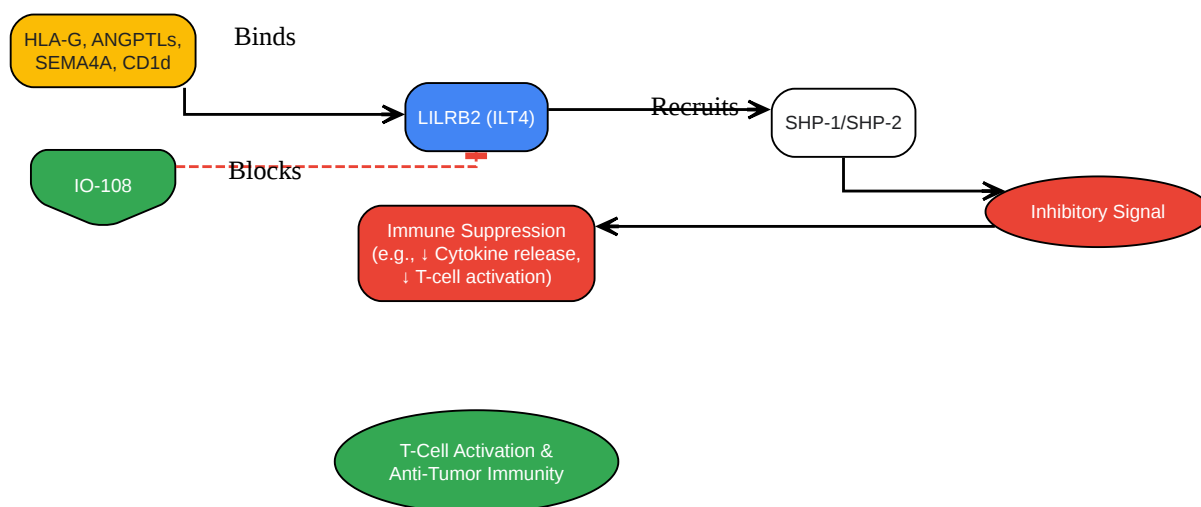 HLA-G, ANGPTLs,
SEMA4A, CD1d
Binds
LILRB2 (ILT4)
Recruits
SHP-1/SHP-2
IO-108
Blocks
Inhibitory Signal
Immune Suppression
(e.g., ↓ Cytokine release,
↓ T-cell activation)
T-Cell Activation &
Anti-Tumor Immunity